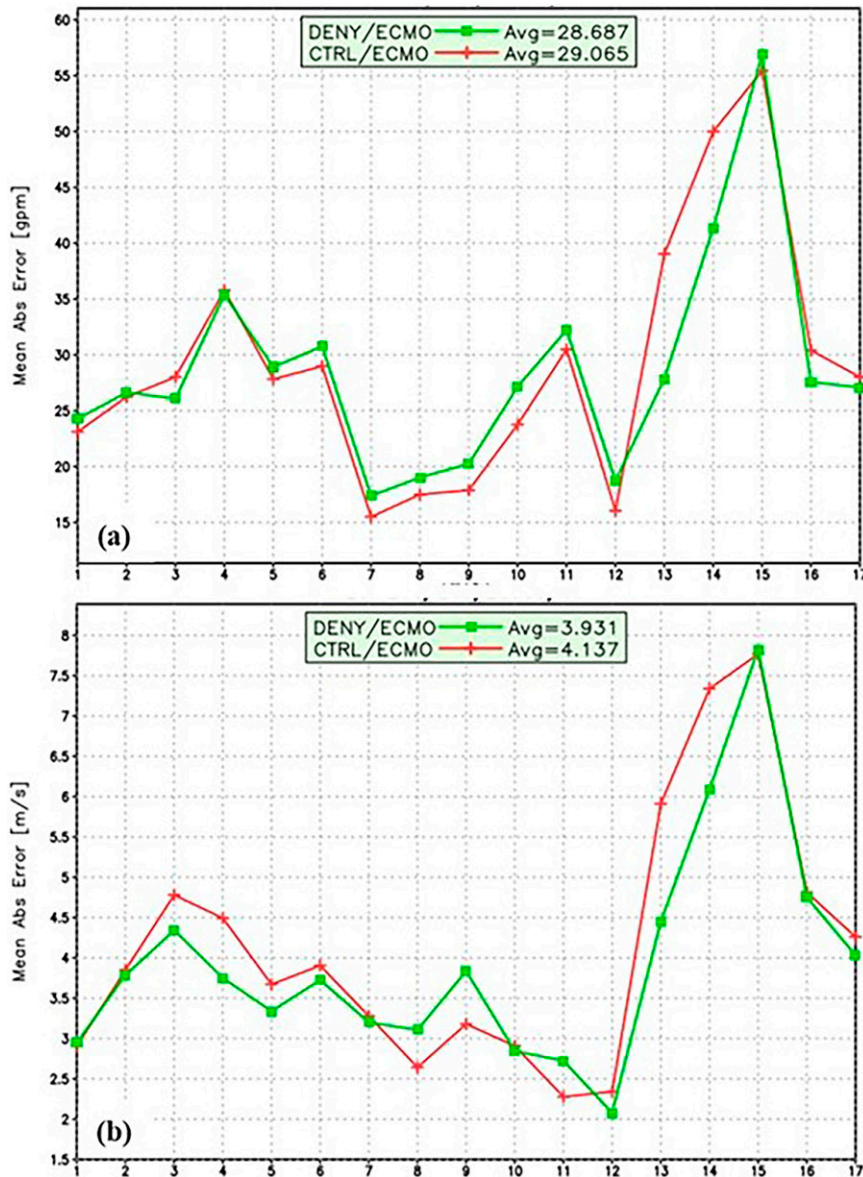 60
DENY/ECMO Avg=28.687
CTRL/ECMO Avg=29.065
55
50
45
40
35
30
25
20
15
Mean Abs Error [gpm]
(a)
1 2 3 4 5 6 7 8 9 10 11 12 13 14 15 16 17
DENY/ECMO Avg=3.931
CTRL/ECMO Avg=4.137
8
7.5
7
6.5
6
5.5
5
4.5
4
3.5
3
2.5
2
1.5
Mean Abs Error [m/s]
(b)
1 2 3 4 5 6 7 8 9 10 11 12 13 14 15 16 17